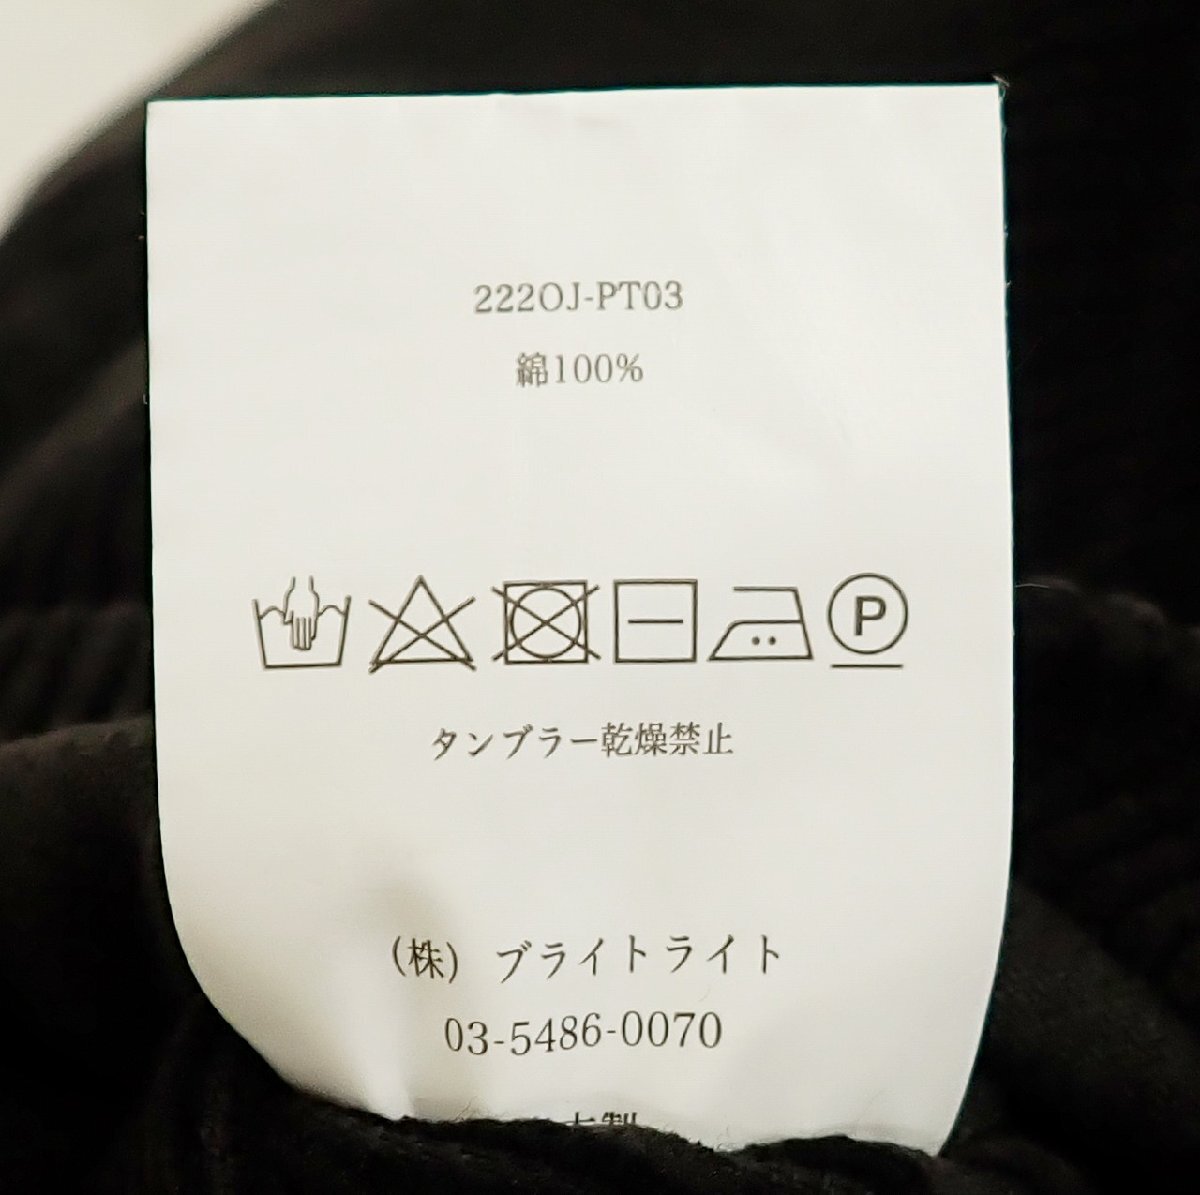 222OJ-PT03
綿100%
P
タンブラー乾燥禁止
(株) ブライトライト
03-5486-0070